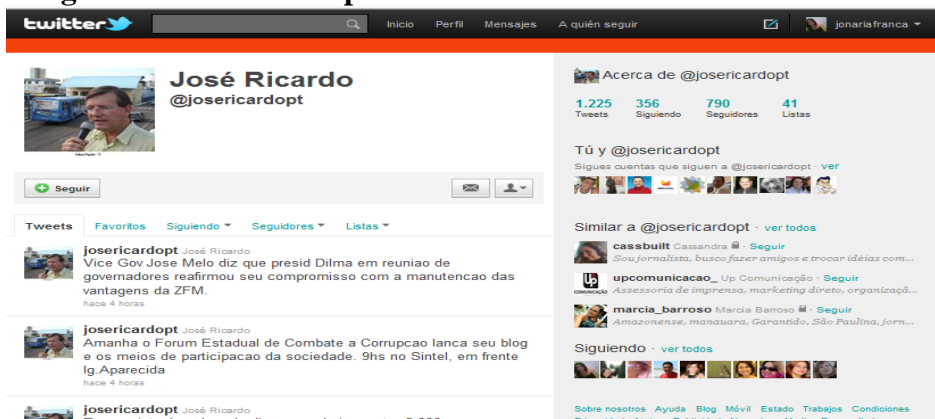 twitter
Inicio Perfil Mensajes A quién seguir
jonariafranca
José Ricardo
@josericardopt
Seguir
Tweets Favoritos Siguiendo Seguidores Listas
josericardopt José Ricardo
Vice Gov Jose Melo diz que presid Dilma em reuniao de
governadores reafirmou seu compromisso com a manutencao das
vantagens da ZFM.
hace 4 horas
josericardopt José Ricardo
Amanha o Forum Estadual de Combate a Corrupcao lanca seu blog
e os meios de participacao da sociedade. 9hs no Sintel, em frente
Ig.Aparecida
hace 4 horas
josericardopt José Ricardo
Acerca de @josericardopt
1.225 356 790 41
Tweets Siguiendo Seguidores Listas
Tú y @josericardopt
Sigues cuentas que siguen a @josericardopt · ver
Similar a @josericardopt · ver todos
cassbuilt Cassandra · Seguir
Sou jornalista, busco fazer amigos e trocar idéias com...
upcomunicacao_ Up Comunicação · Seguir
Assessoria de imprensa, marketing direto, organizaçã...
marcia_barroso Marcia Barroso · Seguir
Amazonense, manauara, Garantido, São Paulina, jorn...
Siguiendo · ver todos
Sobre nosotros Ayuda Blog Móvil Estado Trabajos Condiciones